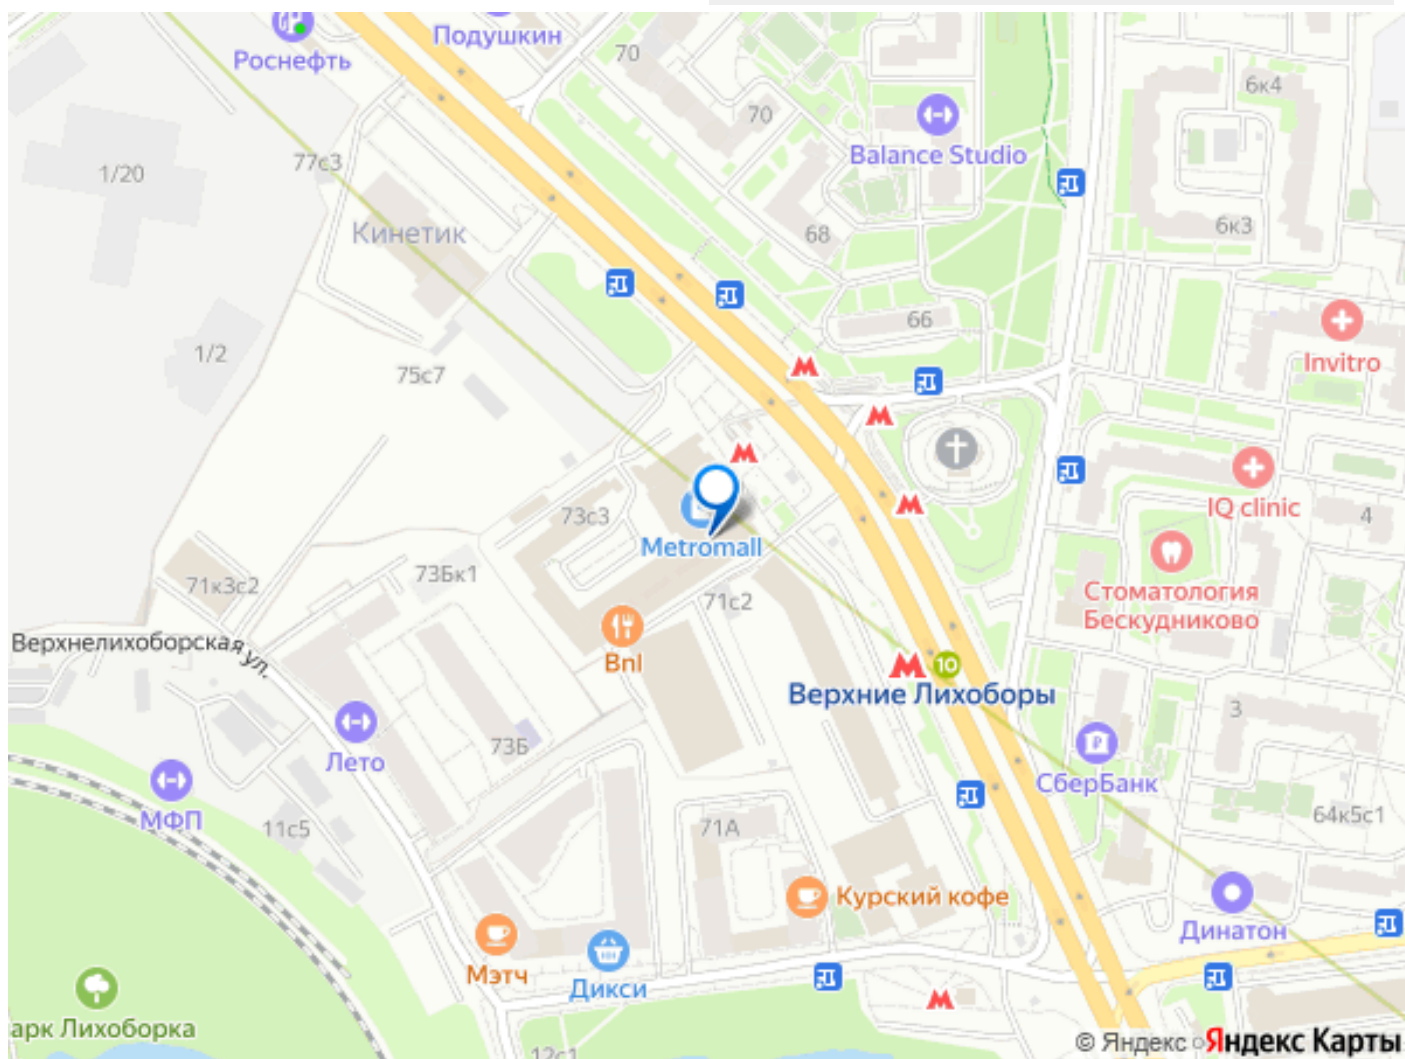 Подушкин
Роснефть
70
6к4
70
Balance Studio
77с3
1/20
68
6к3
Кинетик
66
1/2
Invitro
75с7
IQ clinic
73с3
4
Metromall
73Бк1
71к3с2
71с2
Стоматология
Бескудниково
Верхнелихоборская ул.
Bnl
10
Верхние Лихоборы
3
73Б
Лето
СберБанк
МФП
11с5
71А
64к5с1
Курский кофе
Динатон
Мэтч
Дикси
арк Лихоборка
12с1
© Яндекс Яндекс Карты